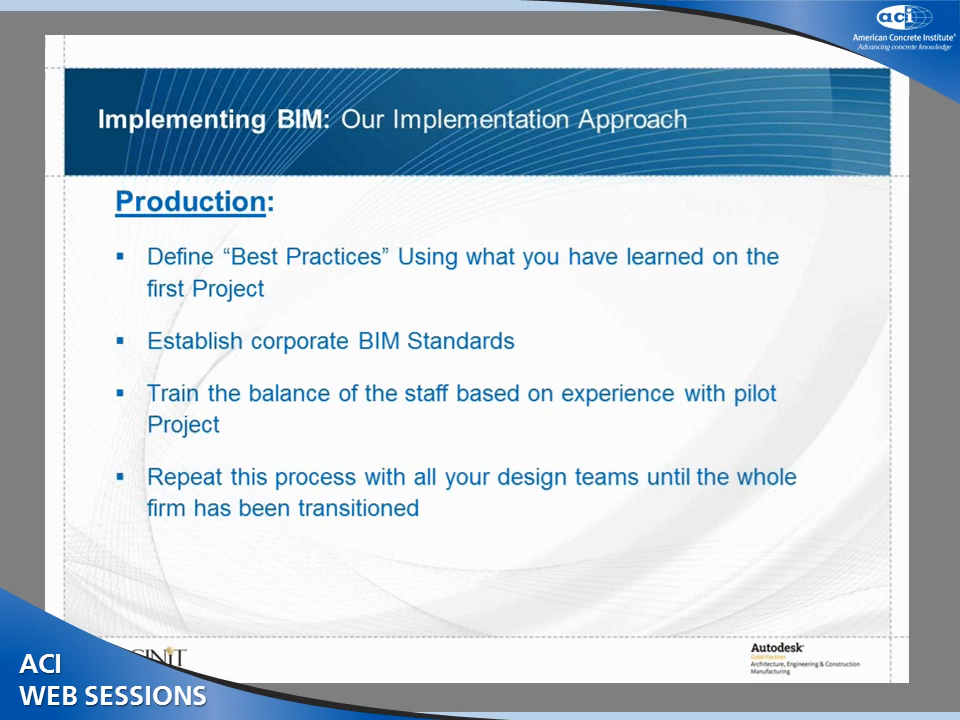 aci
American Concrete Institute®
Advancing concrete knowledge
Implementing BIM: Our Implementation Approach
Production:
▪ Define “Best Practices” Using what you have learned on the
first Project
▪ Establish corporate BIM Standards
▪ Train the balance of the staff based on experience with pilot
Project
▪ Repeat this process with all your design teams until the whole
firm has been transitioned
Autodesk
Gold Partner
Architecture, Engineering & Construction
Manufacturing
ACI
WEB SESSIONS